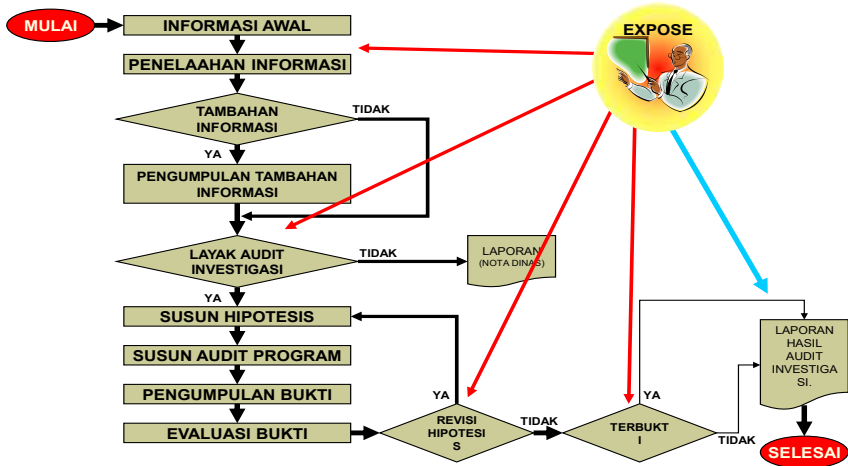 MULAI
INFORMASI AWAL
EXPOSE
PENELAAHAN INFORMASI
TAMBAHAN
INFORMASI
TIDAK
YA
PENGUMPULAN TAMBAHAN
INFORMASI
LAYAK AUDIT
INVESTIGASI
TIDAK
LAPORAN
(NOTA DINAS)
YA
SUSUN HIPOTESIS
SUSUN AUDIT PROGRAM
PENGUMPULAN BUKTI
EVALUASI BUKTI
YA
REVISI
HIPOTESI
S
TIDAK
YA
TERBUKT
I
TIDAK
LAPORAN
HASIL
AUDIT
INVESTIGA
SI.
SELESAI